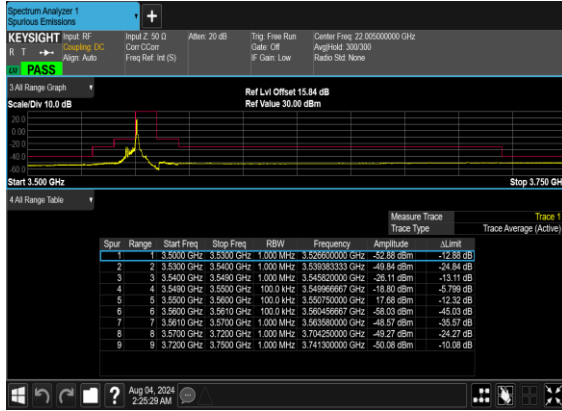 Spectrum Analyzer 1
Spurious Emissions
+
KEYSIGHT Input: RF Input Z: 50 Ω Atten: 20 dB Trig: Free Run Center Freq: 22.005000000 GHz
R T Coupling: DC Corr CCorr Gate: Off Avg|Hold: 300/300
Align: Auto Freq Ref: Int (S) IF Gain: Low Radio Std: None
PASS
3 All Range Graph Ref Lvl Offset 15.84 dB
Scale/Div 10.0 dB Ref Value 30.00 dBm
20.0
0.00
-20.0
-40.0
-60.0
Start 3.500 GHz Stop 3.750 GH
4 All Range Table
Measure Trace Trace 1
Trace Type Trace Average (Active)
Spur Range Start Freq Stop Freq RBW Frequency Amplitude ΔLimit
1 1 3.5000 GHz 3.5300 GHz 1.000 MHz 3.526600000 GHz -52.88 dBm -12.88 dB
2 2 3.5300 GHz 3.5400 GHz 1.000 MHz 3.539383333 GHz -49.84 dBm -24.84 dB
3 3 3.5400 GHz 3.5490 GHz 1.000 MHz 3.545820000 GHz -26.11 dBm -13.11 dB
4 4 3.5490 GHz 3.5500 GHz 100.0 kHz 3.549966667 GHz -18.80 dBm -5.799 dB
5 5 3.5500 GHz 3.5600 GHz 100.0 kHz 3.550750000 GHz 17.68 dBm -12.32 dB
6 6 3.5600 GHz 3.5610 GHz 100.0 kHz 3.560456667 GHz -58.03 dBm -45.03 dB
7 7 3.5610 GHz 3.5700 GHz 1.000 MHz 3.563580000 GHz -48.57 dBm -35.57 dB
8 8 3.5700 GHz 3.7200 GHz 1.000 MHz 3.704250000 GHz -49.27 dBm -24.27 dB
9 9 3.7200 GHz 3.7500 GHz 1.000 MHz 3.741300000 GHz -50.08 dBm -10.08 dB
? Aug 04, 2024
2:25:29 AM